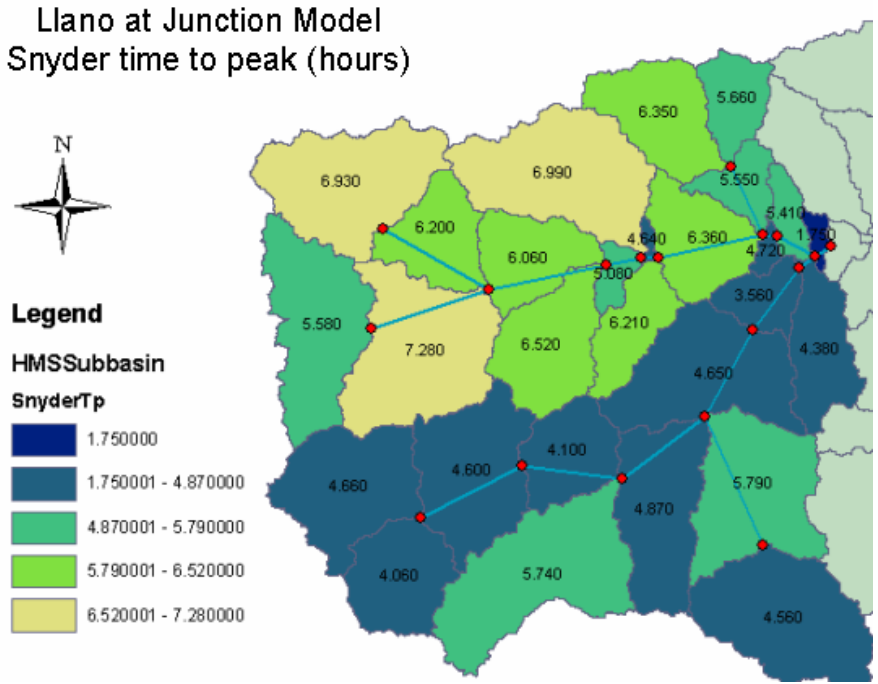 Llano at Junction Model
Snyder time to peak (hours)
N
Legend
HMSSubbasin
SnyderTp
1.750000
1.750001 - 4.870000
4.870001 - 5.790000
5.790001 - 6.520000
6.520001 - 7.280000
5.660
6.350
6.930
6.990
5.550
6.200
5.410
1.750
6.060
4.640
6.360
4.720
5.080
3.560
5.580
7.280
6.520
6.210
4.380
4.650
4.100
4.660
4.600
5.790
4.870
4.060
5.740
4.560